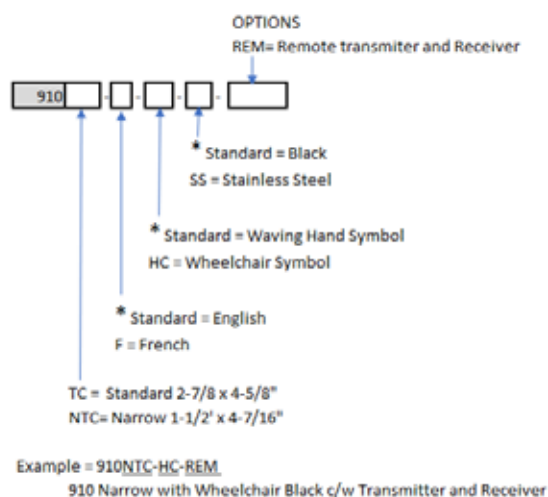 OPTIONS
REM= Remote transmiter and Receiver
910 - - - -
* Standard = Black
SS = Stainless Steel
* Standard = Waving Hand Symbol
HC = Wheelchair Symbol
* Standard = English
F = French
TC = Standard 2-7/8 x 4-5/8"
NTC= Narrow 1-1/2' x 4-7/16"
Example = 910NTC-HC-REM
910 Narrow with Wheelchair Black c/w Transmitter and Receiver